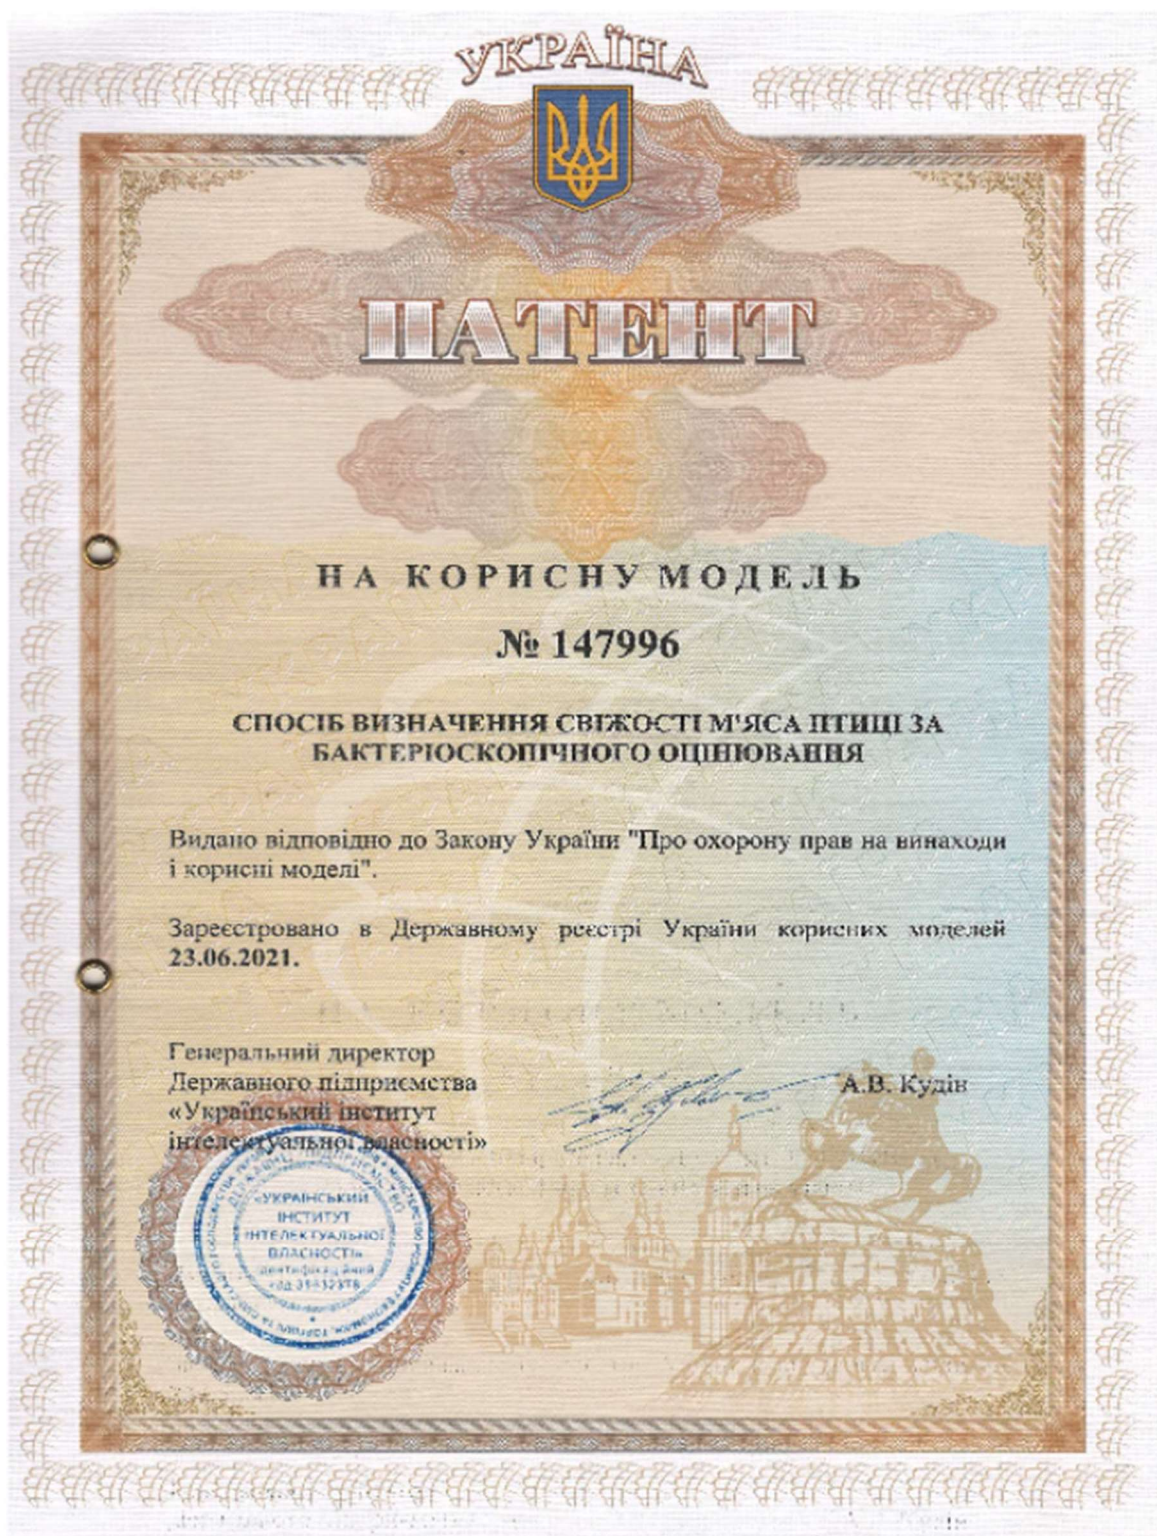 УКРАЇНА
ПАТЕНТ
НА КОРИСНУ МОДЕЛЬ
№ 147996
СПОСІБ ВИЗНАЧЕННЯ СВІЖОСТІ М'ЯСА ПТИЦІ ЗА
БАКТЕРІОСКОПІЧНОГО ОЦІНЮВАННЯ
Видано відповідно до Закону України "Про охорону прав на винаходи
і корисні моделі".
Зареєстровано в Державному реєстрі України корисних моделей
23.06.2021.
Генеральний директор
Державного підприємства
«Український інститут
інтелектуальної власності»
А.В. Кудін
ДЕРЖАВНЕ ПІДПРИЄМСТВО
«УКРАЇНСЬКИЙ
ІНСТИТУТ
ІНТЕЛЕКТУАЛЬНОЇ
ВЛАСНОСТІ»